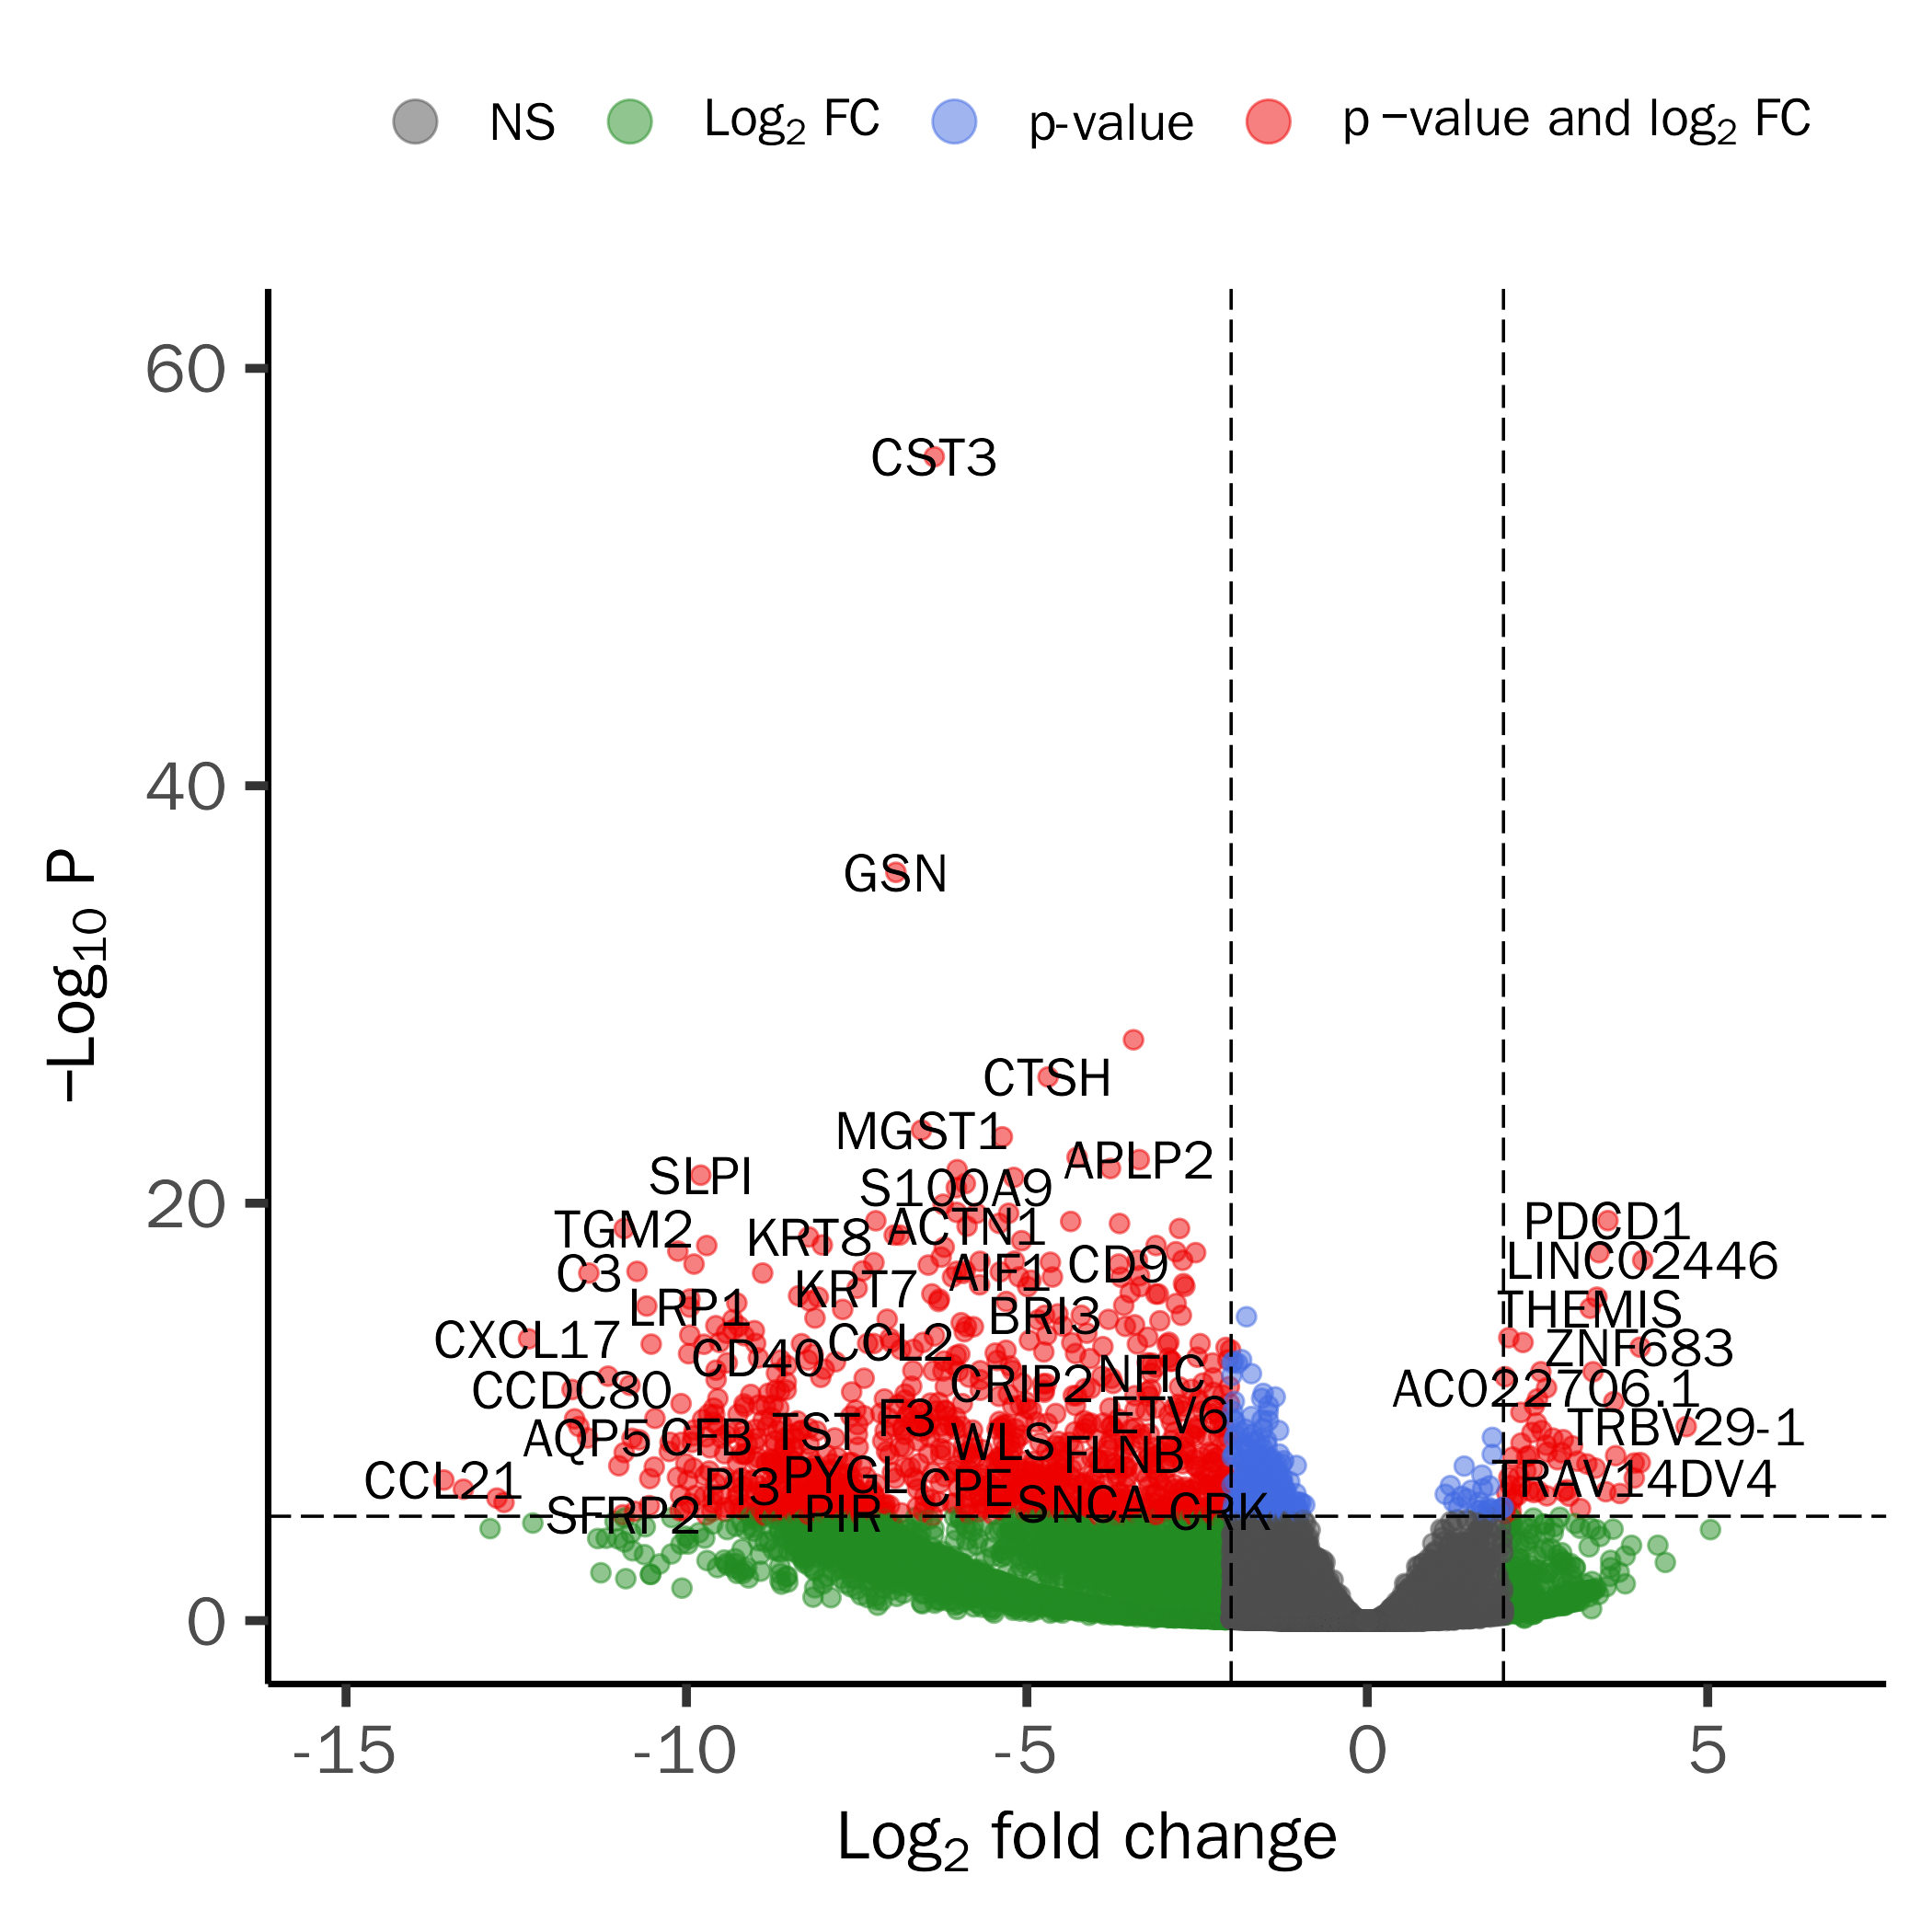 NS Log2 FC p-value p −value and log2 FC
60
40
20
0
−Log10 P
CST3
GSN
CTSH
MGST1
APLP2
SLPI
S100A9
PDCD1
TGM2
KRT8
ACTN1
LINC02446
C3
AIF1
CD9
KRT7
LRP1
BRI3
THEMIS
CXCL17
CCL2
ZNF683
CD40
NFIC
CCDC80
CRIP2
AC022706.1
ETV6
F3
TST
TRBV29-1
AQP5
CFB
WLS
FLNB
CCL21
PI3
PYGL
CPE
TRAV14DV4
SFRP2
PIR
SNCA
CRK
-15
-10
-5
0
5
Log2 fold change